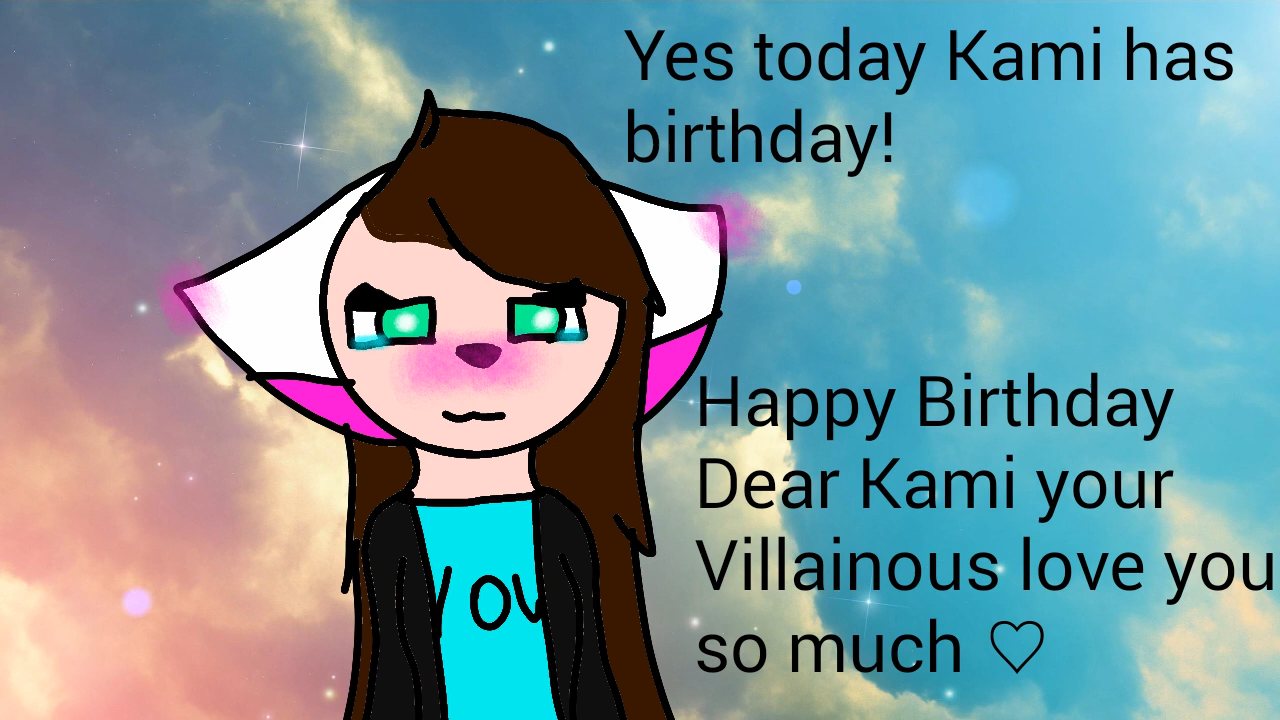 Yes today Kami has
birthday!
Happy Birthday
Dear Kami your
Villainous love you
so much ♡